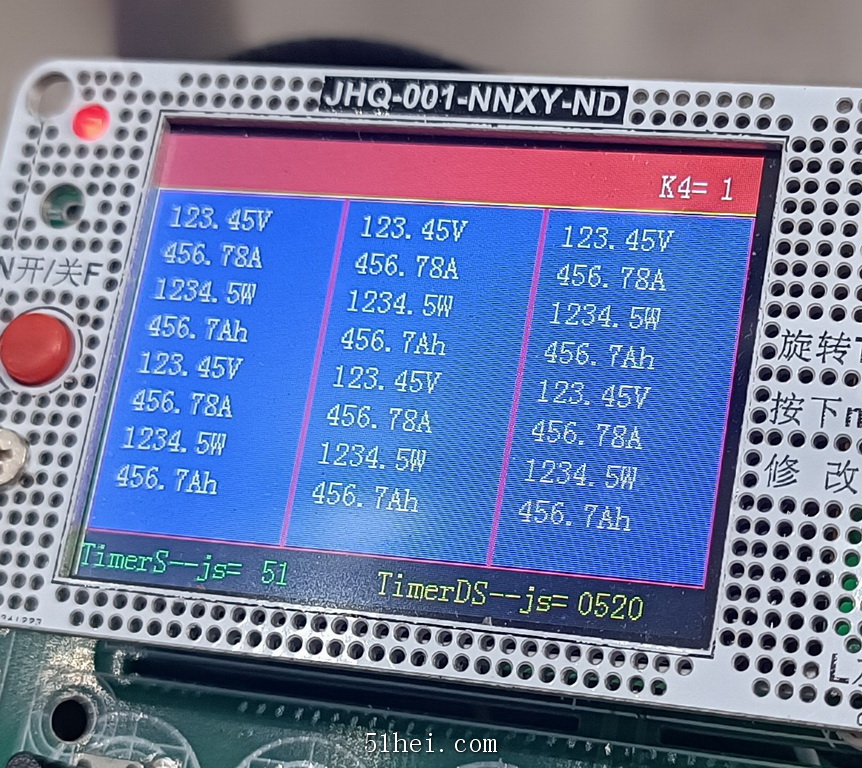 JHQ-001-NNXY-ND
K4= 1
123.45V 123.45V 123.45V
456.78A 456.78A 456.78A
1234.5W 1234.5W 1234.5W
456.7Ah 456.7Ah 456.7Ah
123.45V 123.45V 123.45V
456.78A 456.78A 456.78A
1234.5W 1234.5W 1234.5W
456.7Ah 456.7Ah 456.7Ah
TimerS--js= 51 TimerDS--js= 0520
N开/关F
旋转
按下
修 改
51hei.com